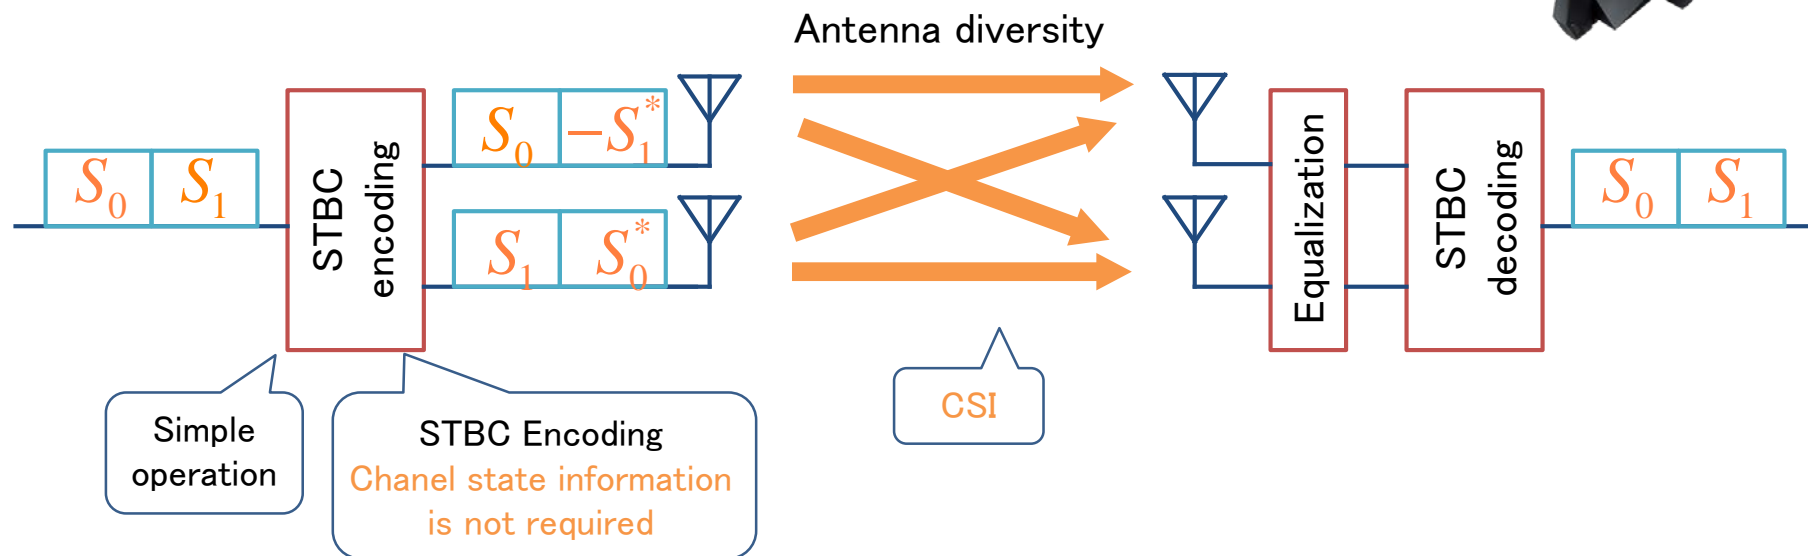 Antenna diversity
S₀ S₁
STBC
encoding
S₀ −S₁*
S₁ S₀*
Equalization
STBC
decoding
S₀ S₁
Simple
operation
STBC Encoding
Chanel state information
is not required
CSI